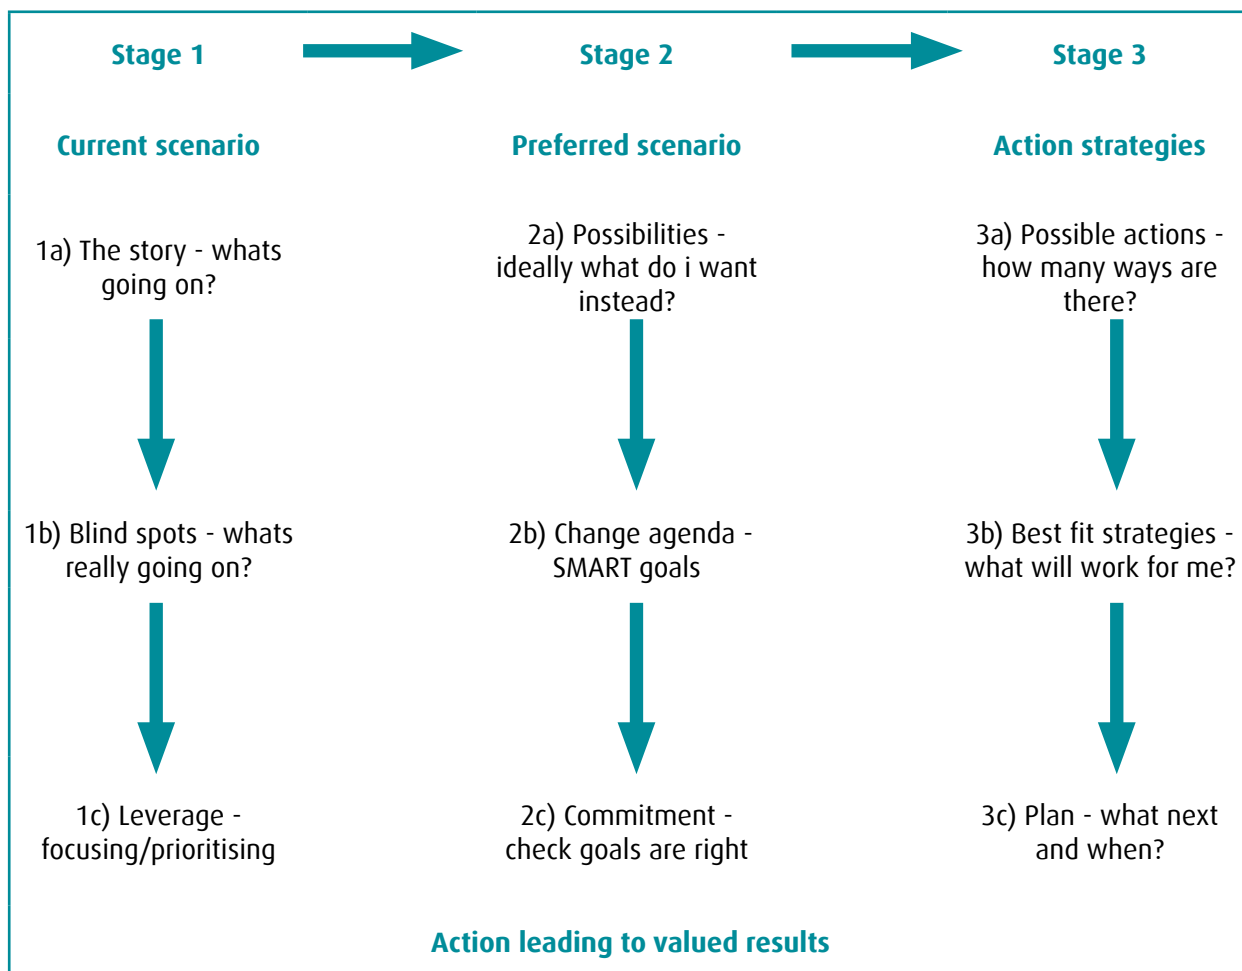 Stage 1
Stage 2
Stage 3
Current scenario
Preferred scenario
Action strategies
1a) The story - whats
going on?
2a) Possibilities -
ideally what do i want
instead?
3a) Possible actions -
how many ways are
there?
1b) Blind spots - whats
really going on?
2b) Change agenda -
SMART goals
3b) Best fit strategies -
what will work for me?
1c) Leverage -
focusing/prioritising
2c) Commitment -
check goals are right
3c) Plan - what next
and when?
Action leading to valued results